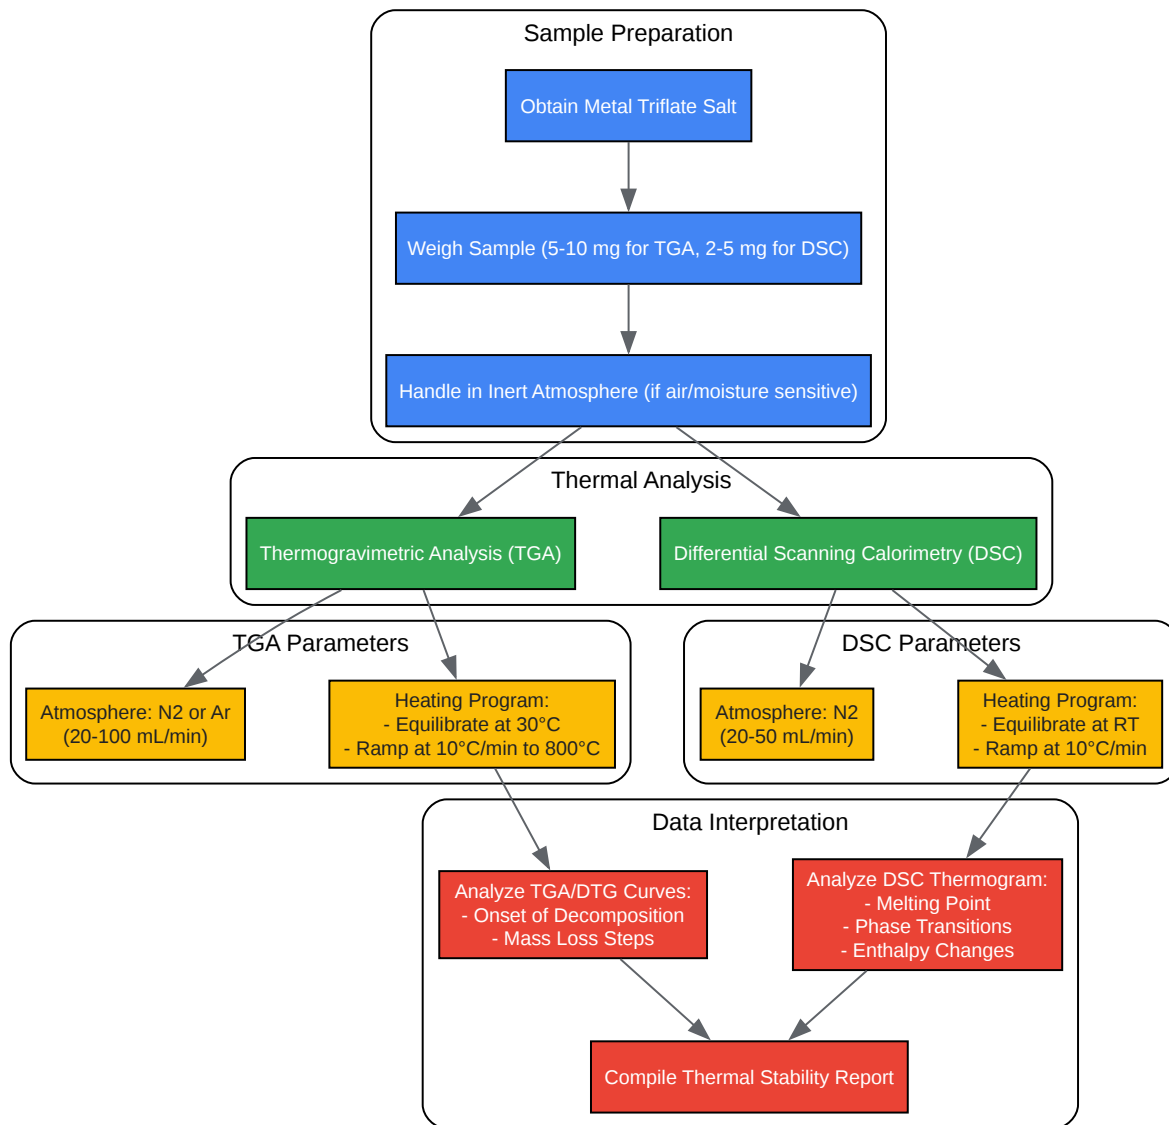 Sample Preparation
Obtain Metal Triflate Salt
Weigh Sample (5-10 mg for TGA, 2-5 mg for DSC)
Handle in Inert Atmosphere (if air/moisture sensitive)
Thermal Analysis
Thermogravimetric Analysis (TGA)
Differential Scanning Calorimetry (DSC)
TGA Parameters
Atmosphere: N2 or Ar
(20-100 mL/min)
Heating Program:
- Equilibrate at 30°C
- Ramp at 10°C/min to 800°C
DSC Parameters
Atmosphere: N2
(20-50 mL/min)
Heating Program:
- Equilibrate at RT
- Ramp at 10°C/min
Data Interpretation
Analyze TGA/DTG Curves:
- Onset of Decomposition
- Mass Loss Steps
Analyze DSC Thermogram:
- Melting Point
- Phase Transitions
- Enthalpy Changes
Compile Thermal Stability Report